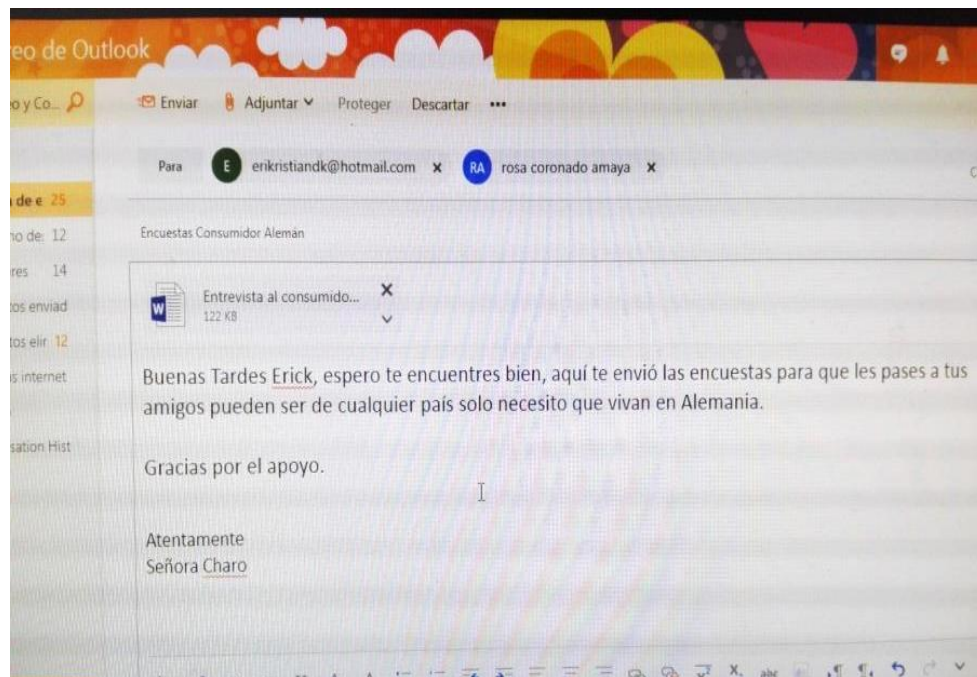 eo de Outlook
o y Co...
Enviar Adjuntar Proteger Descartar
Para E erikristiandk@hotmail.com x RA rosa coronado amaya x
de e 25
no de: 12
Encuestas Consumidor Alemán
res 14
os enviad
Entrevista al consumido...
122 KB
tos elir 12
s internet
Buenas Tardes Erick, espero te encuentres bien, aquí te envió las encuestas para que les pases a tus
amigos pueden ser de cualquier país solo necesito que vivan en Alemania.
sation Hist
Gracias por el apoyo.
Atentamente
Señora Charo